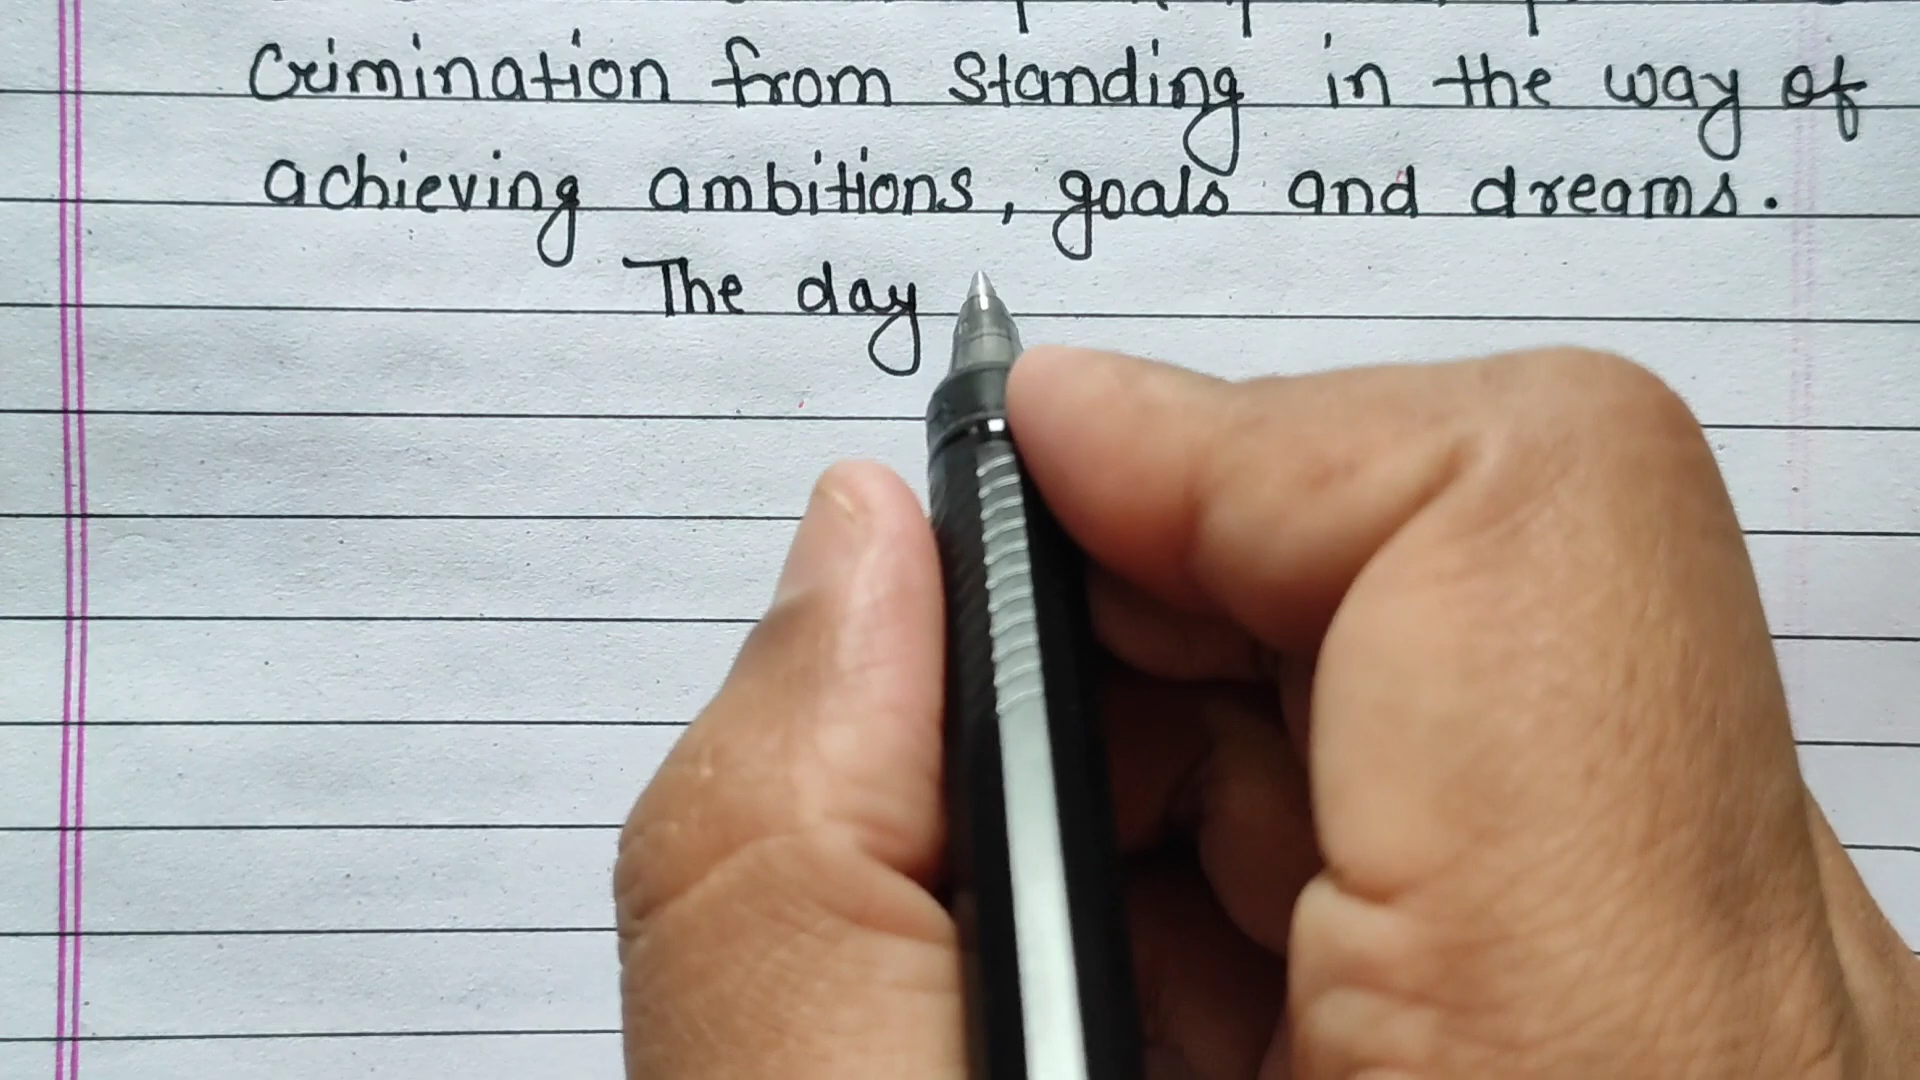 crimination from standing in the way of
achieving ambitions, goals and dreams.
The day